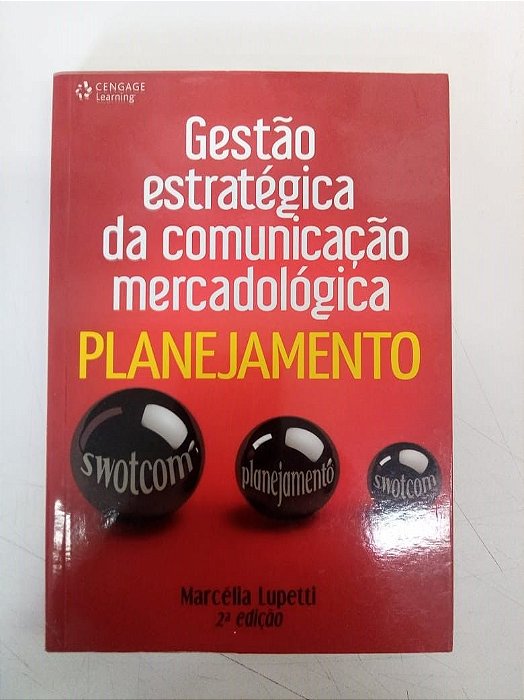 CENGAGE
Learning
Gestão
estratégica
da comunicação
mercadológica
PLANEJAMENTO
swotcom
planejamento
swotcom
Marcélia Lupetti
2ª edição